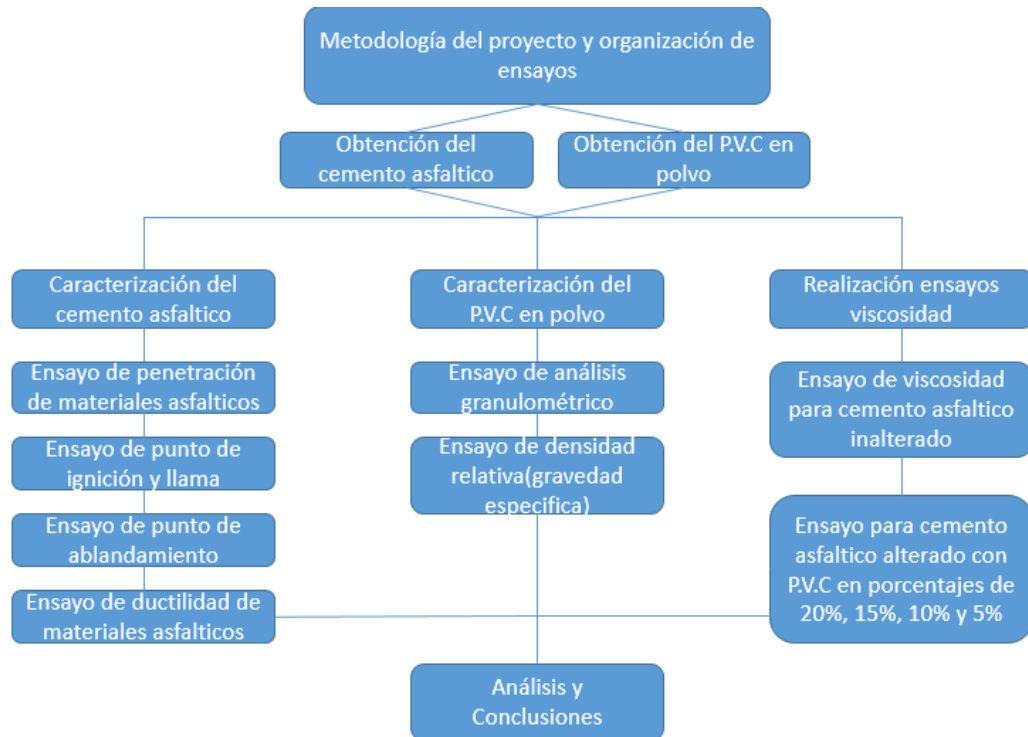 Metodología del proyecto y organización de
ensayos
Obtención del
cemento asfaltico
Obtención del P.V.C en
polvo
Caracterización del
cemento asfaltico
Ensayo de penetración
de materiales asfalticos
Ensayo de punto de
ignición y llama
Ensayo de punto de
ablandamiento
Ensayo de ductilidad de
materiales asfalticos
Caracterización del
P.V.C en polvo
Ensayo de análisis
granulométrico
Ensayo de densidad
relativa(gravedad
especifica)
Realización ensayos
viscosidad
Ensayo de viscosidad
para cemento asfaltico
inalterado
Ensayo para cemento
asfaltico alterado con
P.V.C en porcentajes de
20%, 15%, 10% y 5%
Análisis y
Conclusiones